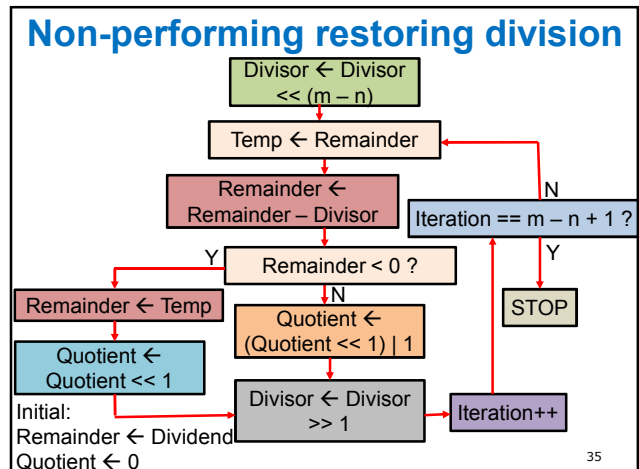 Non-performing restoring division
Divisor ← Divisor
<< (m – n)
Temp ← Remainder
Remainder ←
Remainder – Divisor
N
Iteration == m – n + 1 ?
Y
Remainder < 0 ?
Y
N
STOP
Remainder ← Temp
Quotient ←
(Quotient << 1) | 1
Quotient ←
Quotient << 1
Divisor ← Divisor
>> 1
Iteration++
Initial:
Remainder ← Dividend
Quotient ← 0
35